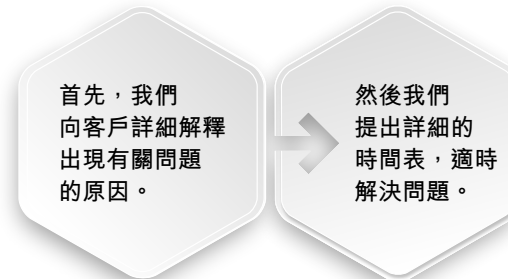 首先，我們
向客戶詳細解釋
出現有關問題
的原因。
然後我們
提出詳細的
時間表，適時
解決問題。